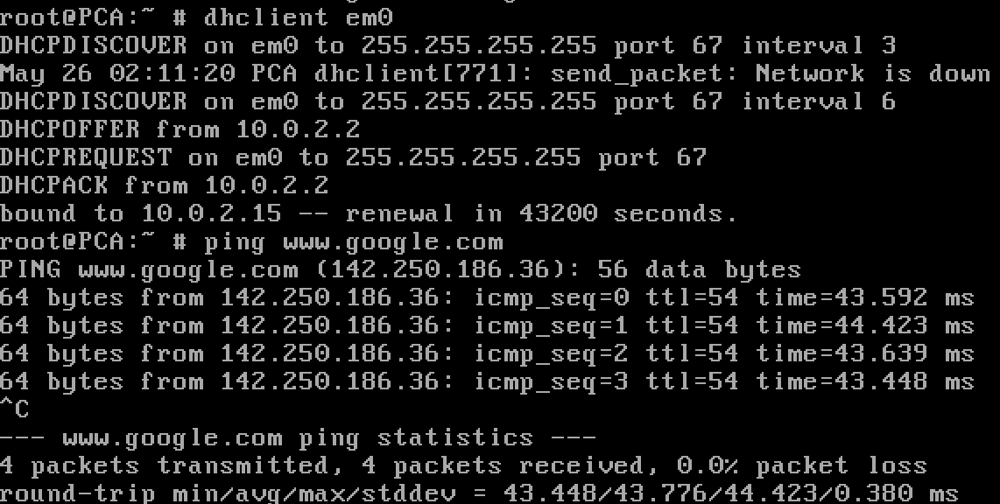 root@PCA:~ # dhclient em0
DHCPDISCOVER on em0 to 255.255.255.255 port 67 interval 3
May 26 02:11:20 PCA dhclient[771]: send_packet: Network is down
DHCPDISCOVER on em0 to 255.255.255.255 port 67 interval 6
DHCPOFFER from 10.0.2.2
DHCPREQUEST on em0 to 255.255.255.255 port 67
DHCPACK from 10.0.2.2
bound to 10.0.2.15 -- renewal in 43200 seconds.
root@PCA:~ # ping www.google.com
PING www.google.com (142.250.186.36): 56 data bytes
64 bytes from 142.250.186.36: icmp_seq=0 ttl=54 time=43.592 ms
64 bytes from 142.250.186.36: icmp_seq=1 ttl=54 time=44.423 ms
64 bytes from 142.250.186.36: icmp_seq=2 ttl=54 time=43.639 ms
64 bytes from 142.250.186.36: icmp_seq=3 ttl=54 time=43.448 ms
^C
--- www.google.com ping statistics ---
4 packets transmitted, 4 packets received, 0.0% packet loss
round-trip min/avg/max/stddev = 43.448/43.776/44.423/0.380 ms